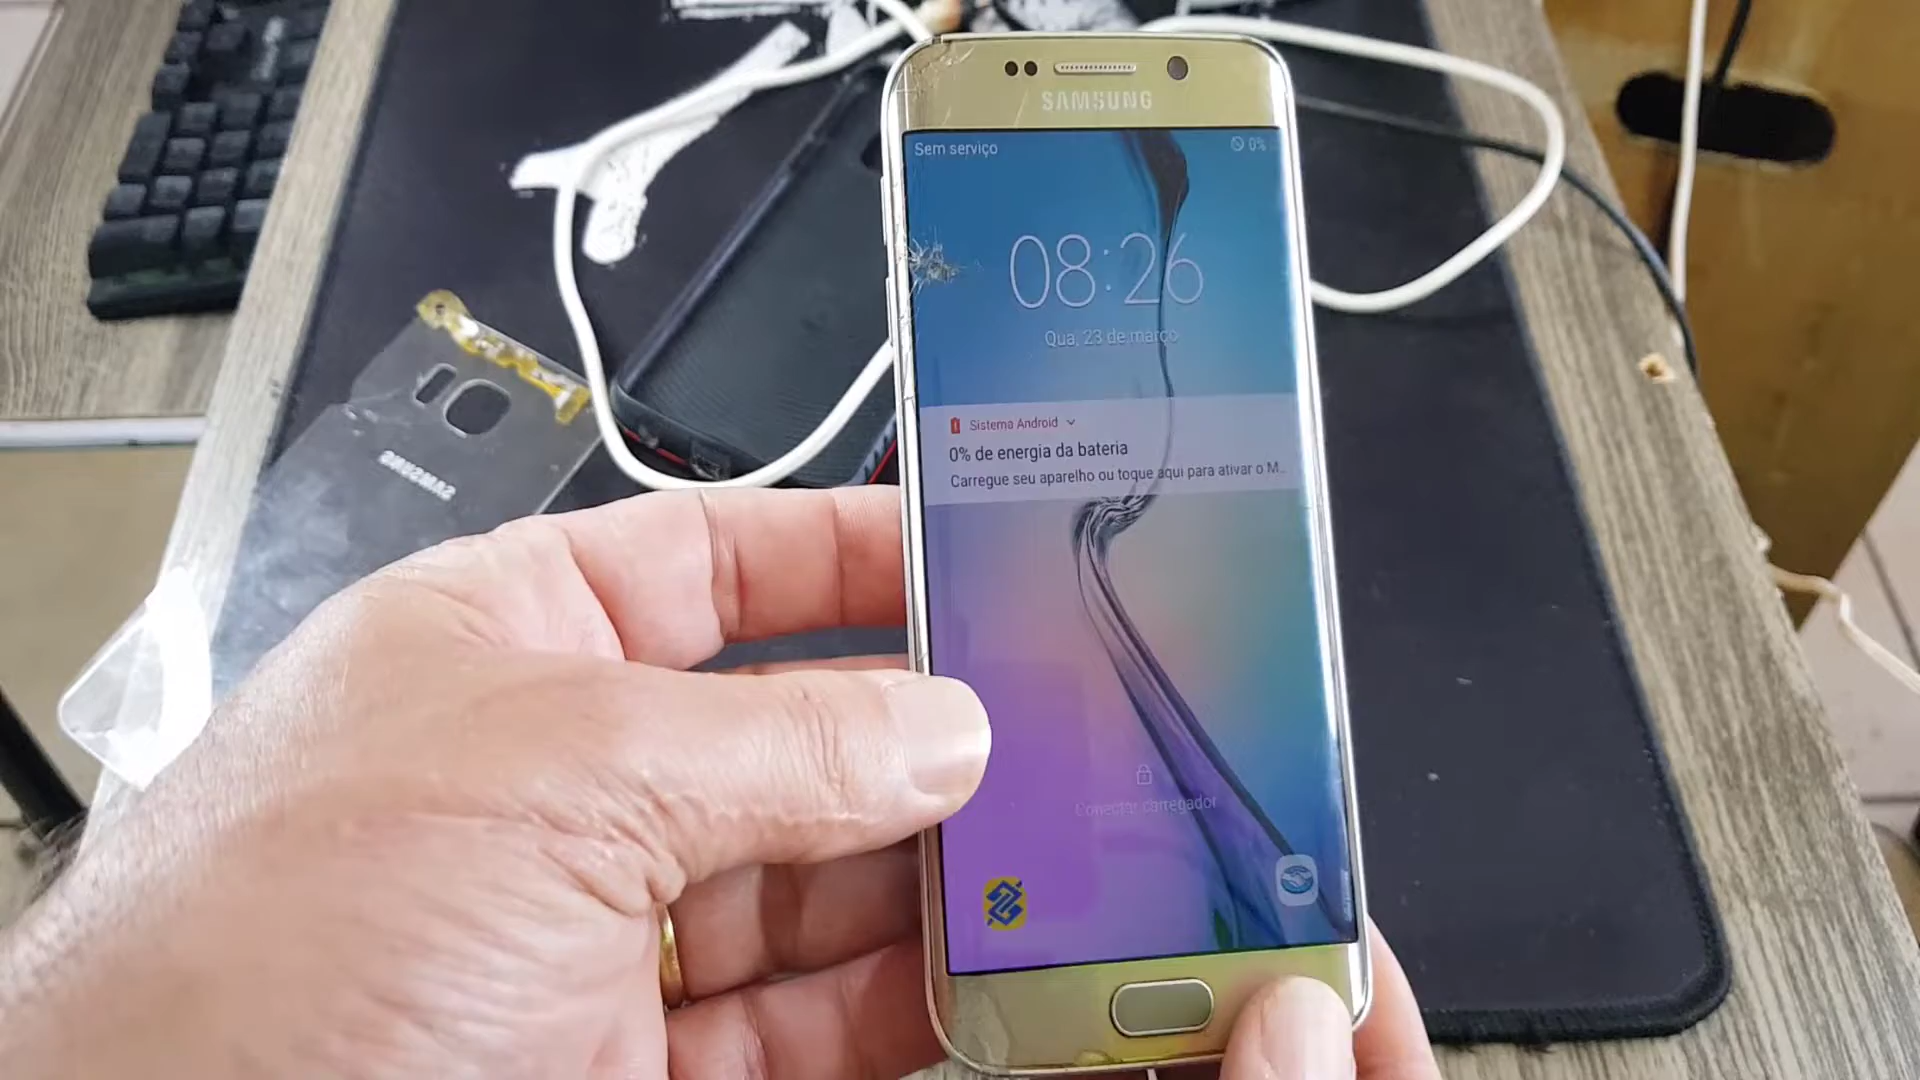 SAMSUNG
Sem serviço
0%
08:26
Qua, 23 de março
Sistema Android
0% de energia da bateria
Carregue seu aparelho ou toque aqui para ativar o M...
Conectar carregador
SAMSUNG